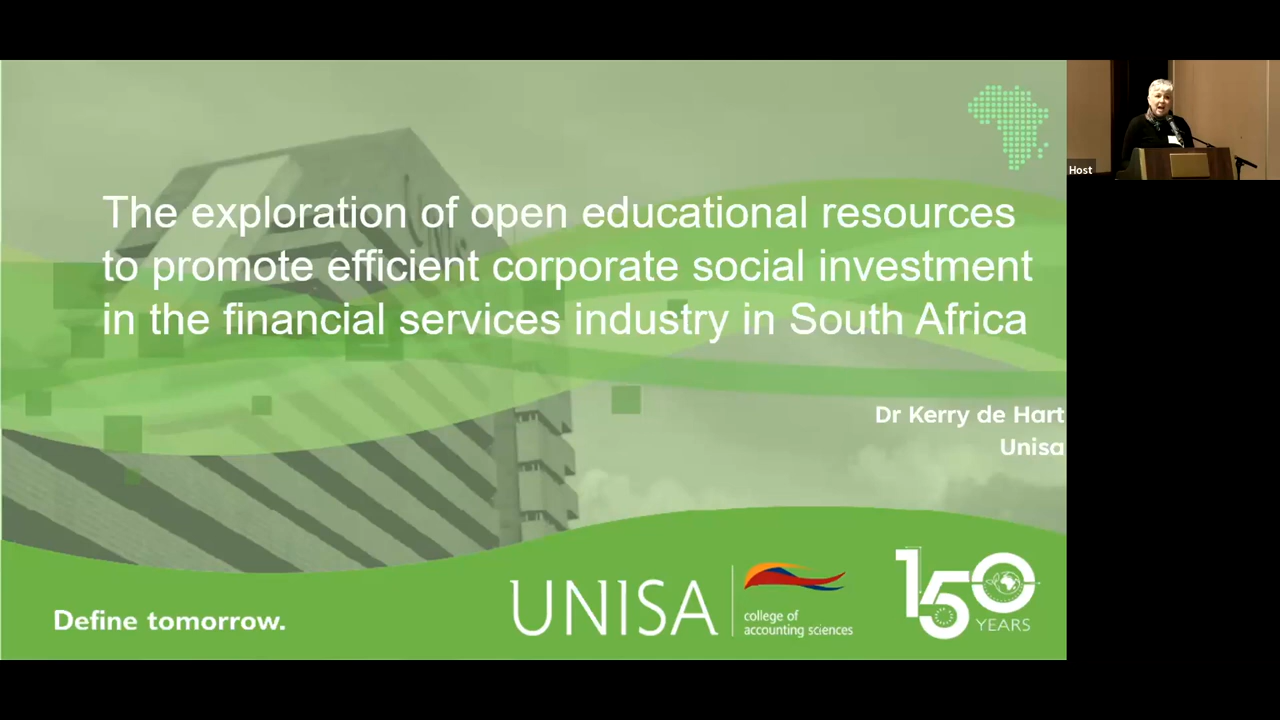 The exploration of open educational resources
to promote efficient corporate social investment
in the financial services industry in South Africa
Dr Kerry de Hart
Unisa
Define tomorrow.
UNISA
college of
accounting sciences
150
YEARS
Host